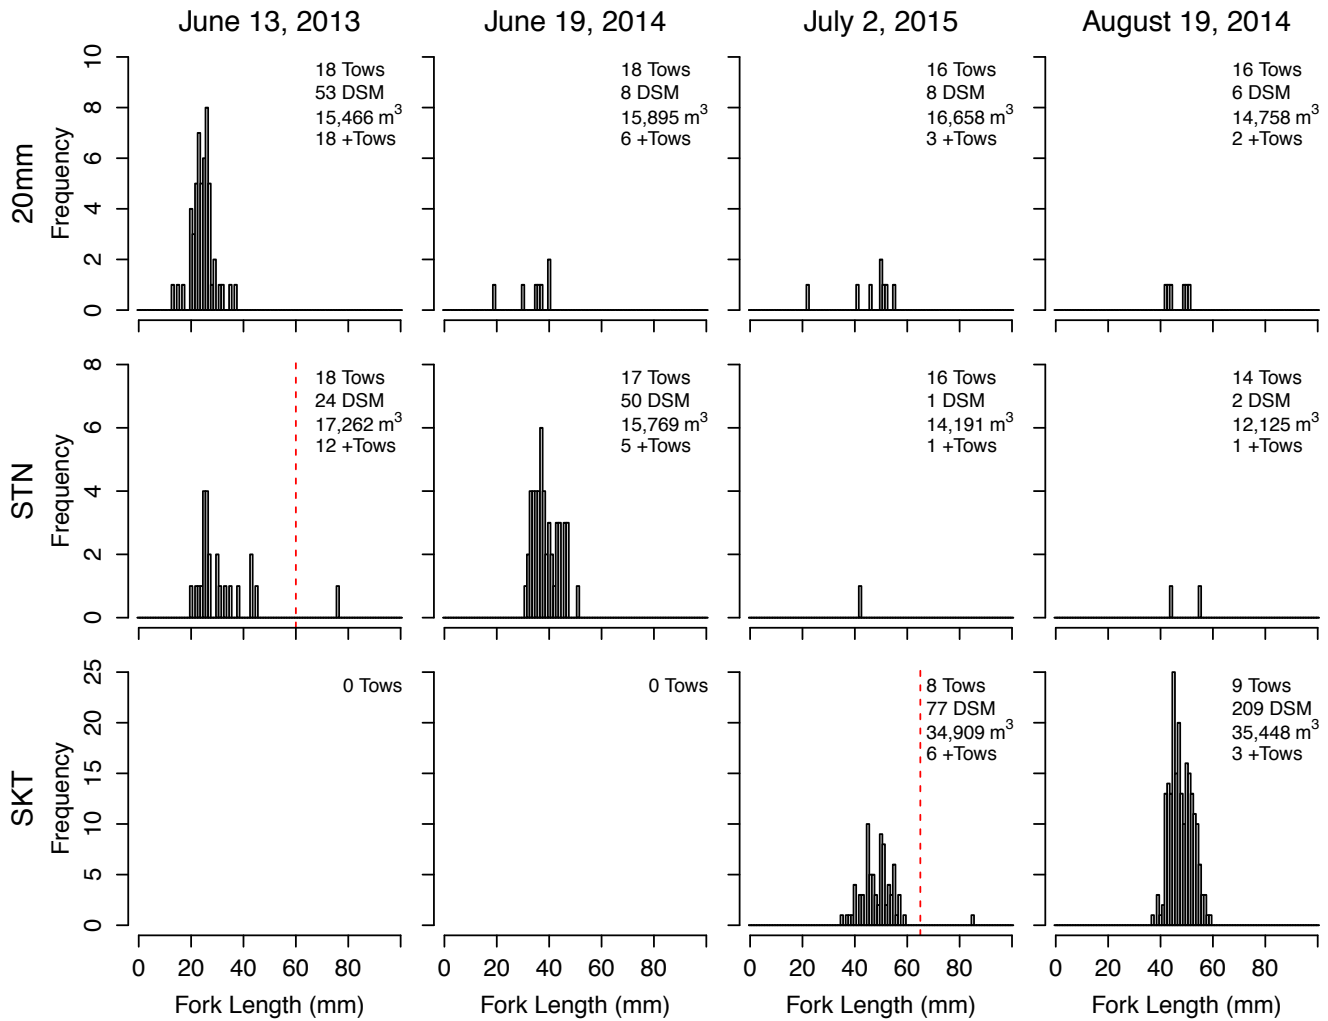 June 13, 2013
June 19, 2014
July 2, 2015
August 19, 2014
20mm
Frequency
10
8
6
4
2
0
18 Tows
53 DSM
15,466 m³
18 +Tows
18 Tows
8 DSM
15,895 m³
6 +Tows
16 Tows
8 DSM
16,658 m³
3 +Tows
16 Tows
6 DSM
14,758 m³
2 +Tows
STN
Frequency
8
6
4
2
0
18 Tows
24 DSM
17,262 m³
12 +Tows
17 Tows
50 DSM
15,769 m³
5 +Tows
16 Tows
1 DSM
14,191 m³
1 +Tows
14 Tows
2 DSM
12,125 m³
1 +Tows
SKT
Frequency
25
20
15
10
5
0
0 Tows
0 Tows
8 Tows
77 DSM
34,909 m³
6 +Tows
9 Tows
209 DSM
35,448 m³
3 +Tows
0 20 40 60 80
0 20 40 60 80
0 20 40 60 80
0 20 40 60 80
Fork Length (mm)
Fork Length (mm)
Fork Length (mm)
Fork Length (mm)